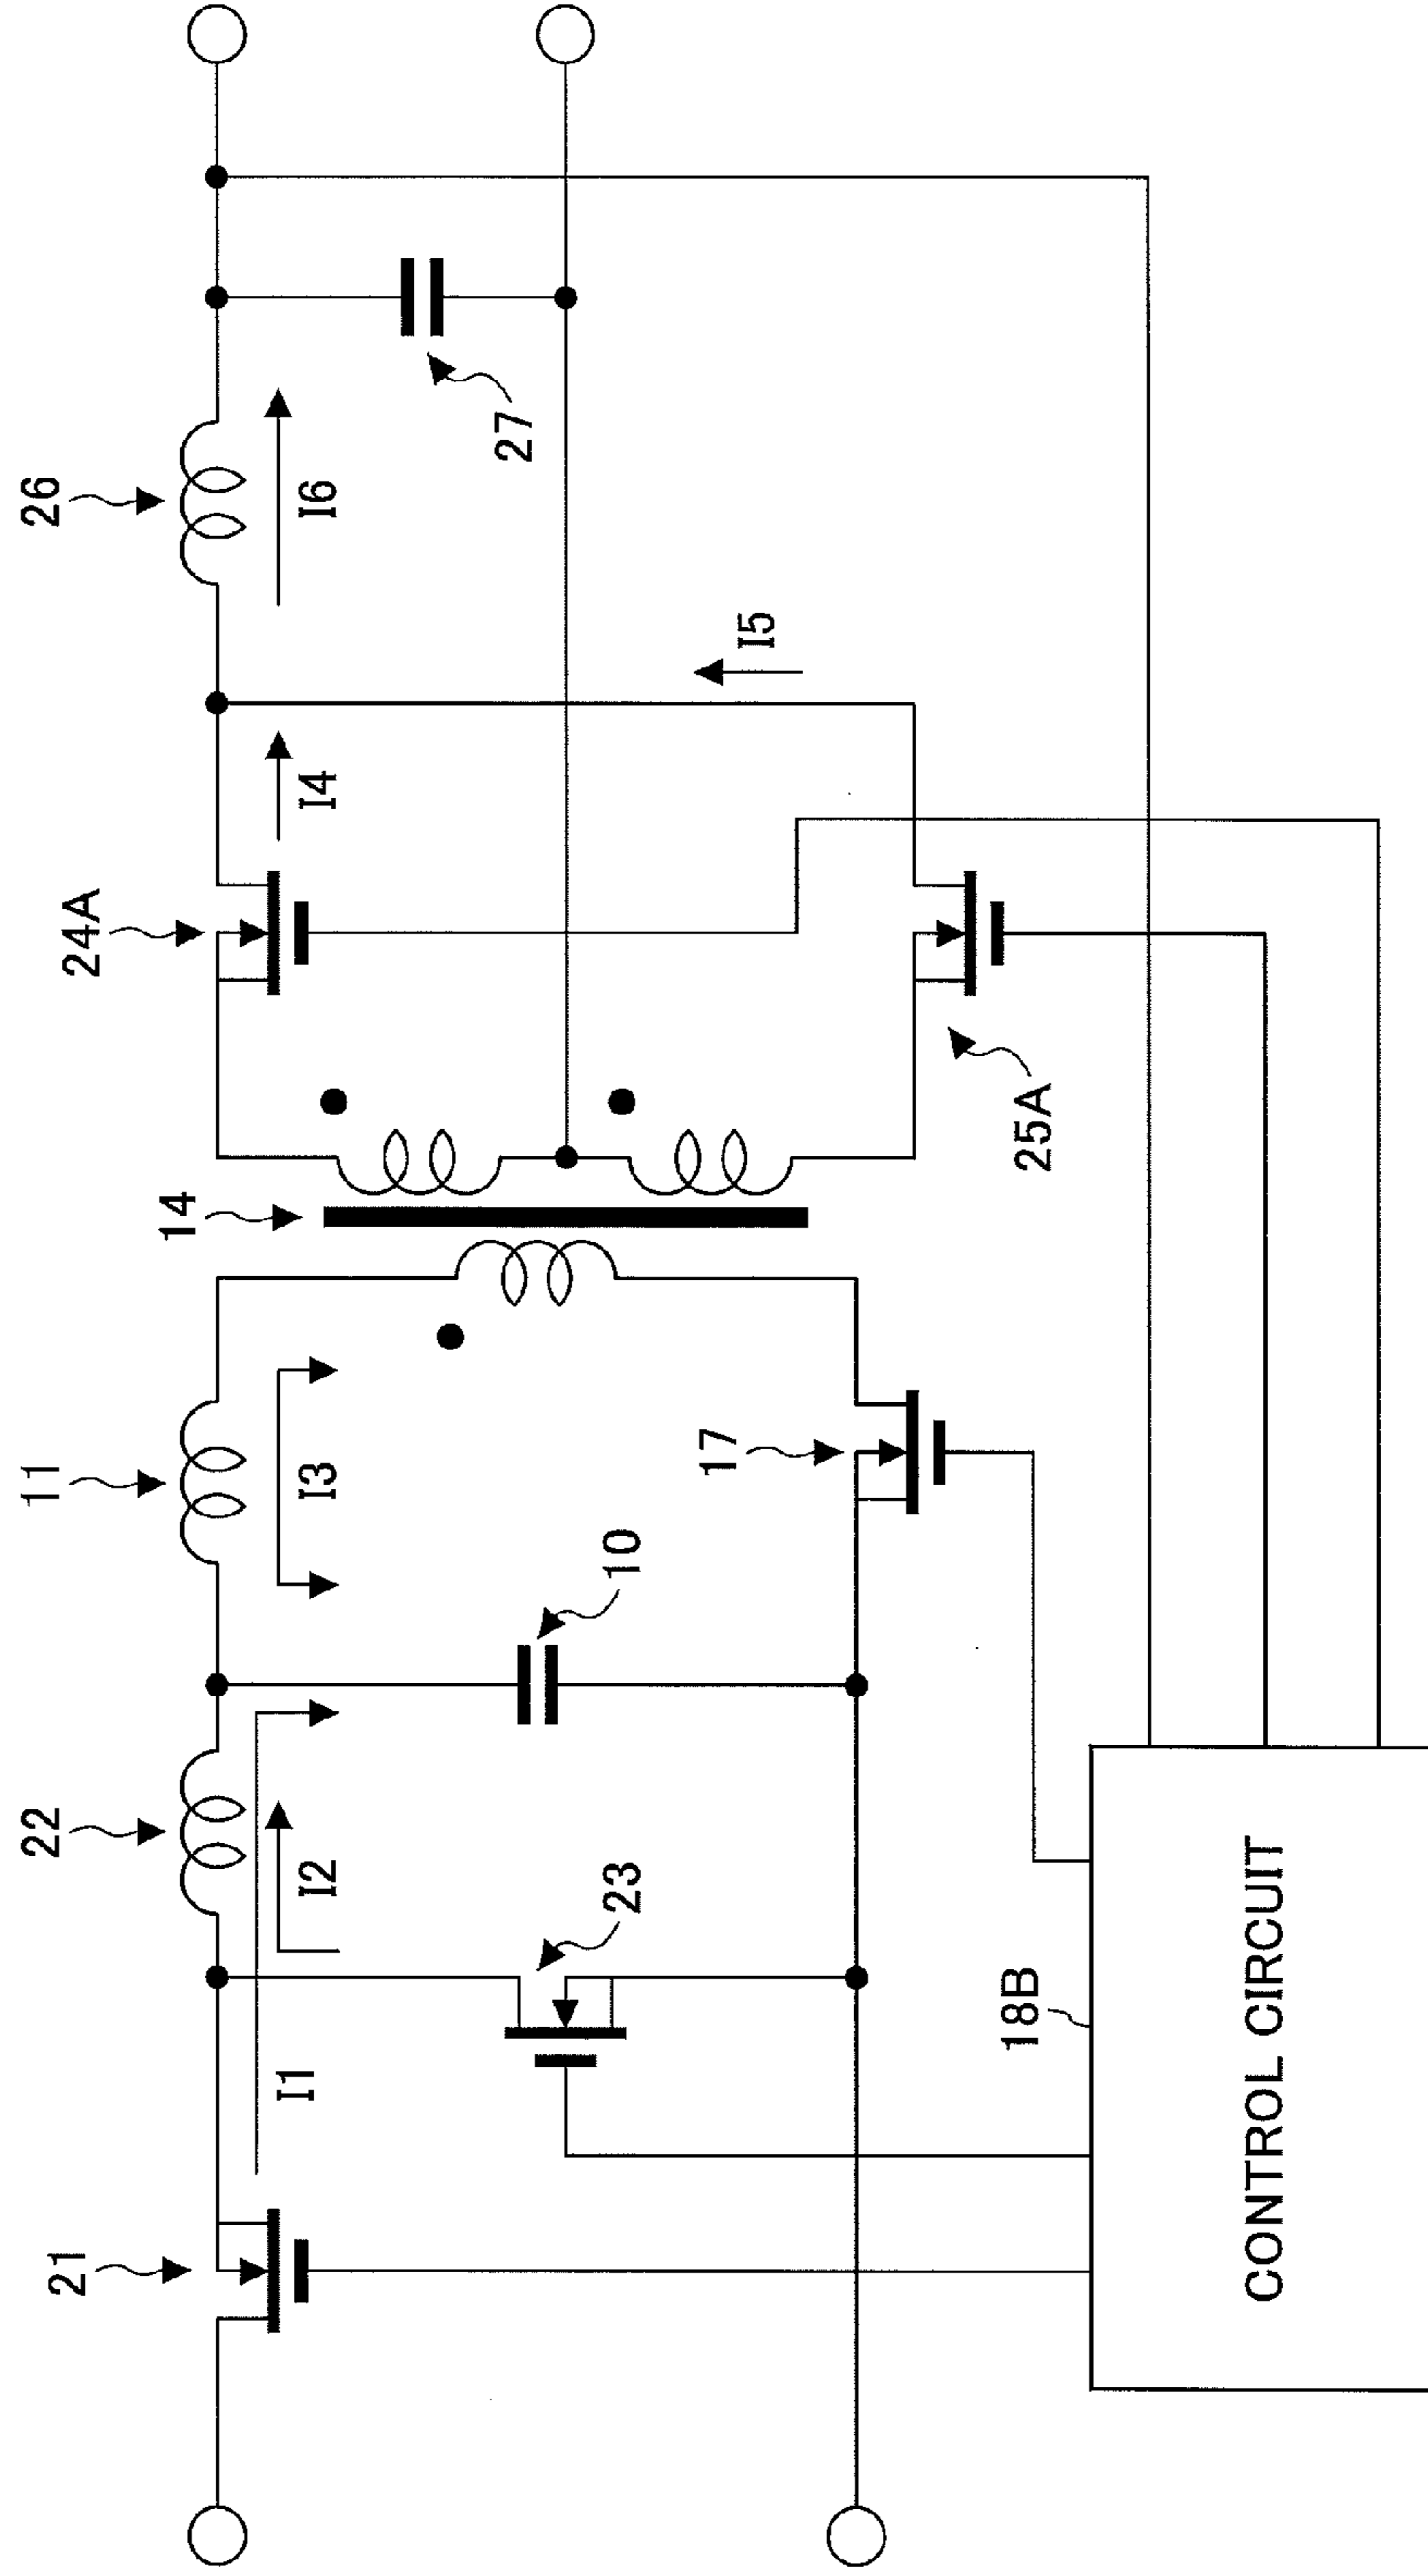 21
I1
22
I2
23
11
I3
10
17
14
24A
I4
25A
I5
26
I6
27
18B
CONTROL CIRCUIT